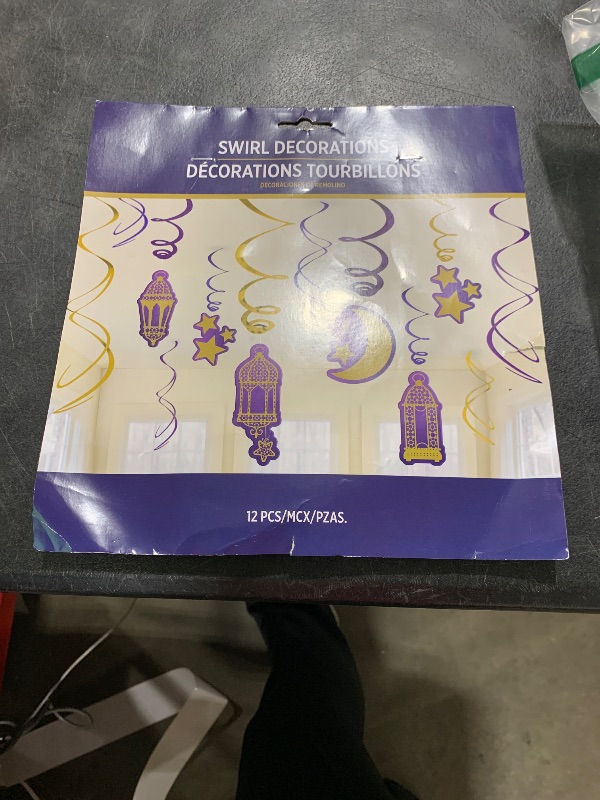 SWIRL DECORATIONS
DÉCORATIONS TOURBILLONS
DECORACIONES DE REMOLINO
12 PCS/MCX/PZAS.